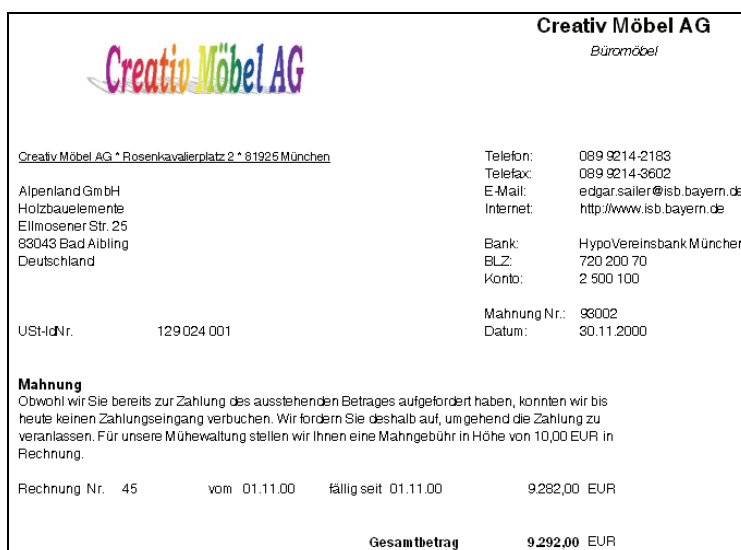 Creativ Möbel AG
Büromöbel
Creativ Möbel AG
Creativ Möbel AG * Rosenkavalierplatz 2 * 81925 München
Alpenland GmbH
Holzbauelemente
Ellmosener Str. 25
83043 Bad Aibling
Deutschland
Telefon: 089 9214-2183
Telefax: 089 9214-3602
E-Mail: edgar.sailer@isb.bayern.de
Internet: http://www.isb.bayern.de
Bank: HypoVereinsbank München
BLZ: 720 200 70
Konto: 2 500 100
Mahnung Nr.: 93002
USt-IdNr. 129 024 001
Datum: 30.11.2000
Mahnung
Obwohl wir Sie bereits zur Zahlung des ausstehenden Betrages aufgefordert haben, konnten wir bis
heute keinen Zahlungseingang verbuchen. Wir fordern Sie deshalb auf, umgehend die Zahlung zu
veranlassen. Für unsere Mühewaltung stellen wir Ihnen eine Mahngebühr in Höhe von 10,00 EUR in
Rechnung.
Rechnung Nr. 45 vom 01.11.00 fällig seit 01.11.00 9.282,00 EUR
Gesamtbetrag 9.292,00 EUR